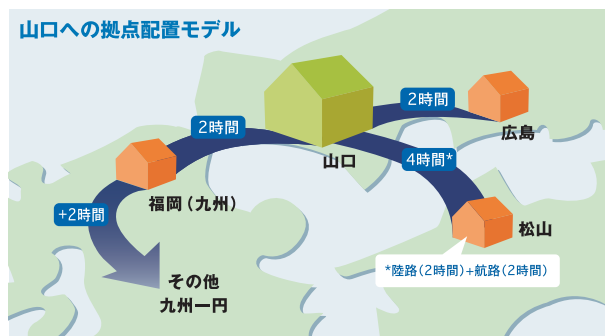 山口への拠点配置モデル
2時間
広島
2時間
山口
4時間*
福岡（九州）
+2時間
松山
*陸路（2時間）+航路（2時間）
その他
九州一円